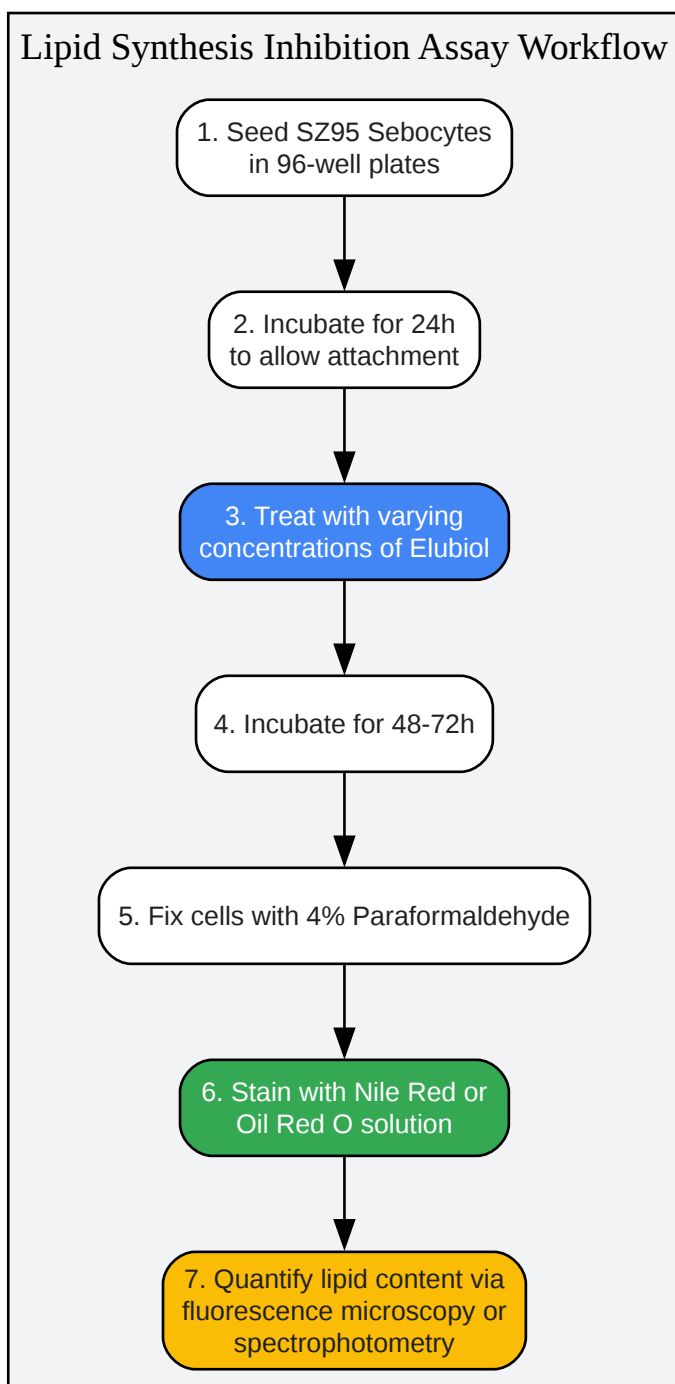 Lipid Synthesis Inhibition Assay Workflow
1. Seed SZ95 Sebocytes
in 96-well plates
2. Incubate for 24h
to allow attachment
3. Treat with varying
concentrations of Elubiol
4. Incubate for 48-72h
5. Fix cells with 4% Paraformaldehyde
6. Stain with Nile Red or
Oil Red O solution
7. Quantify lipid content via
fluorescence microscopy or
spectrophotometry